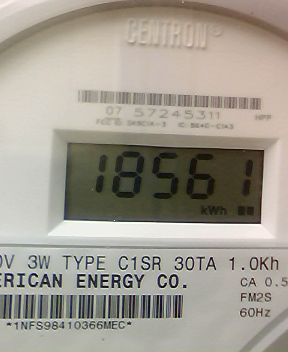 CENTRON®
07 57245311
HPF
18561
kWh
0V 3W TYPE C1SR 30TA 1.0Kh
ERICAN ENERGY CO.
CA 0.5
FM2S
60Hz
*1NFS98410366MEC*